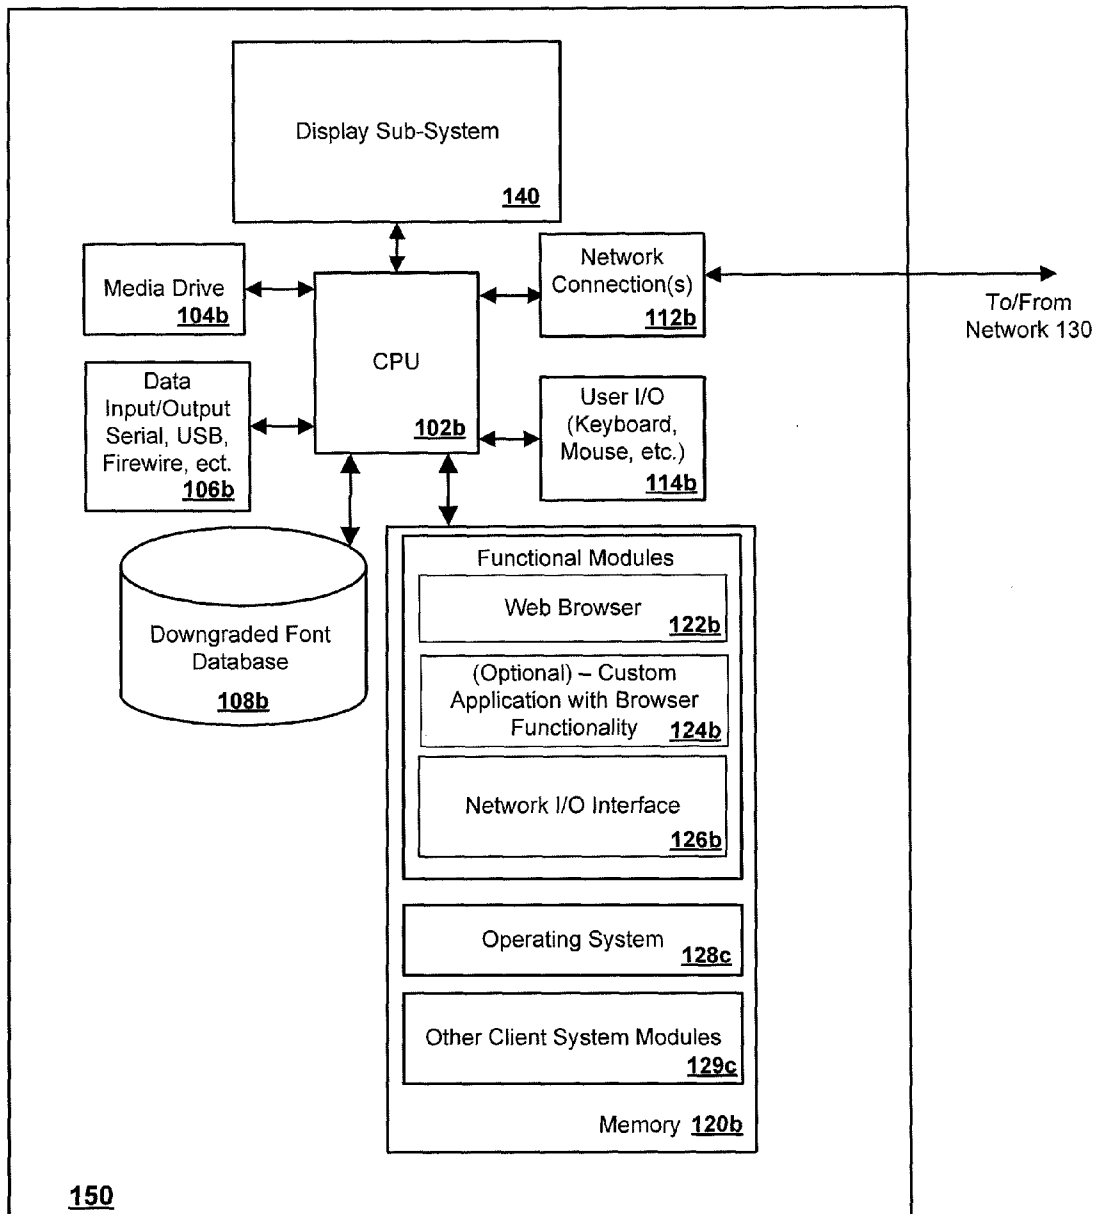 Display Sub-System
140
Media Drive
104b
Network
Connection(s)
112b
To/From
Network 130
CPU
102b
Data
Input/Output
Serial, USB,
Firewire, ect.
106b
User I/O
(Keyboard,
Mouse, etc.)
114b
Downgraded Font
Database
108b
Functional Modules
Web Browser
122b
(Optional) – Custom
Application with Browser
Functionality
124b
Network I/O Interface
126b
Operating System
128c
Other Client System Modules
129c
Memory 120b
150